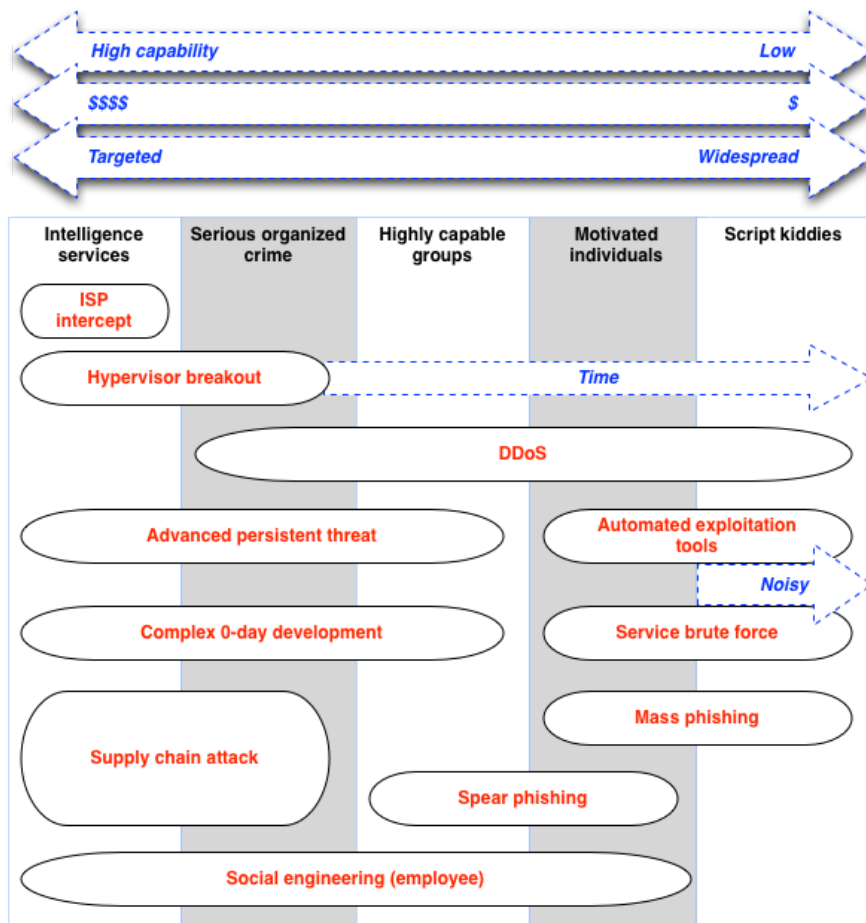 High capability Low
$$$$ $
Targeted Widespread
Intelligence services
Serious organized crime
Highly capable groups
Motivated individuals
Script kiddies
ISP
intercept
Hypervisor breakout
Time
DDoS
Advanced persistent threat
Automated exploitation
tools
Noisy
Complex 0-day development
Service brute force
Mass phishing
Supply chain attack
Spear phishing
Social engineering (employee)